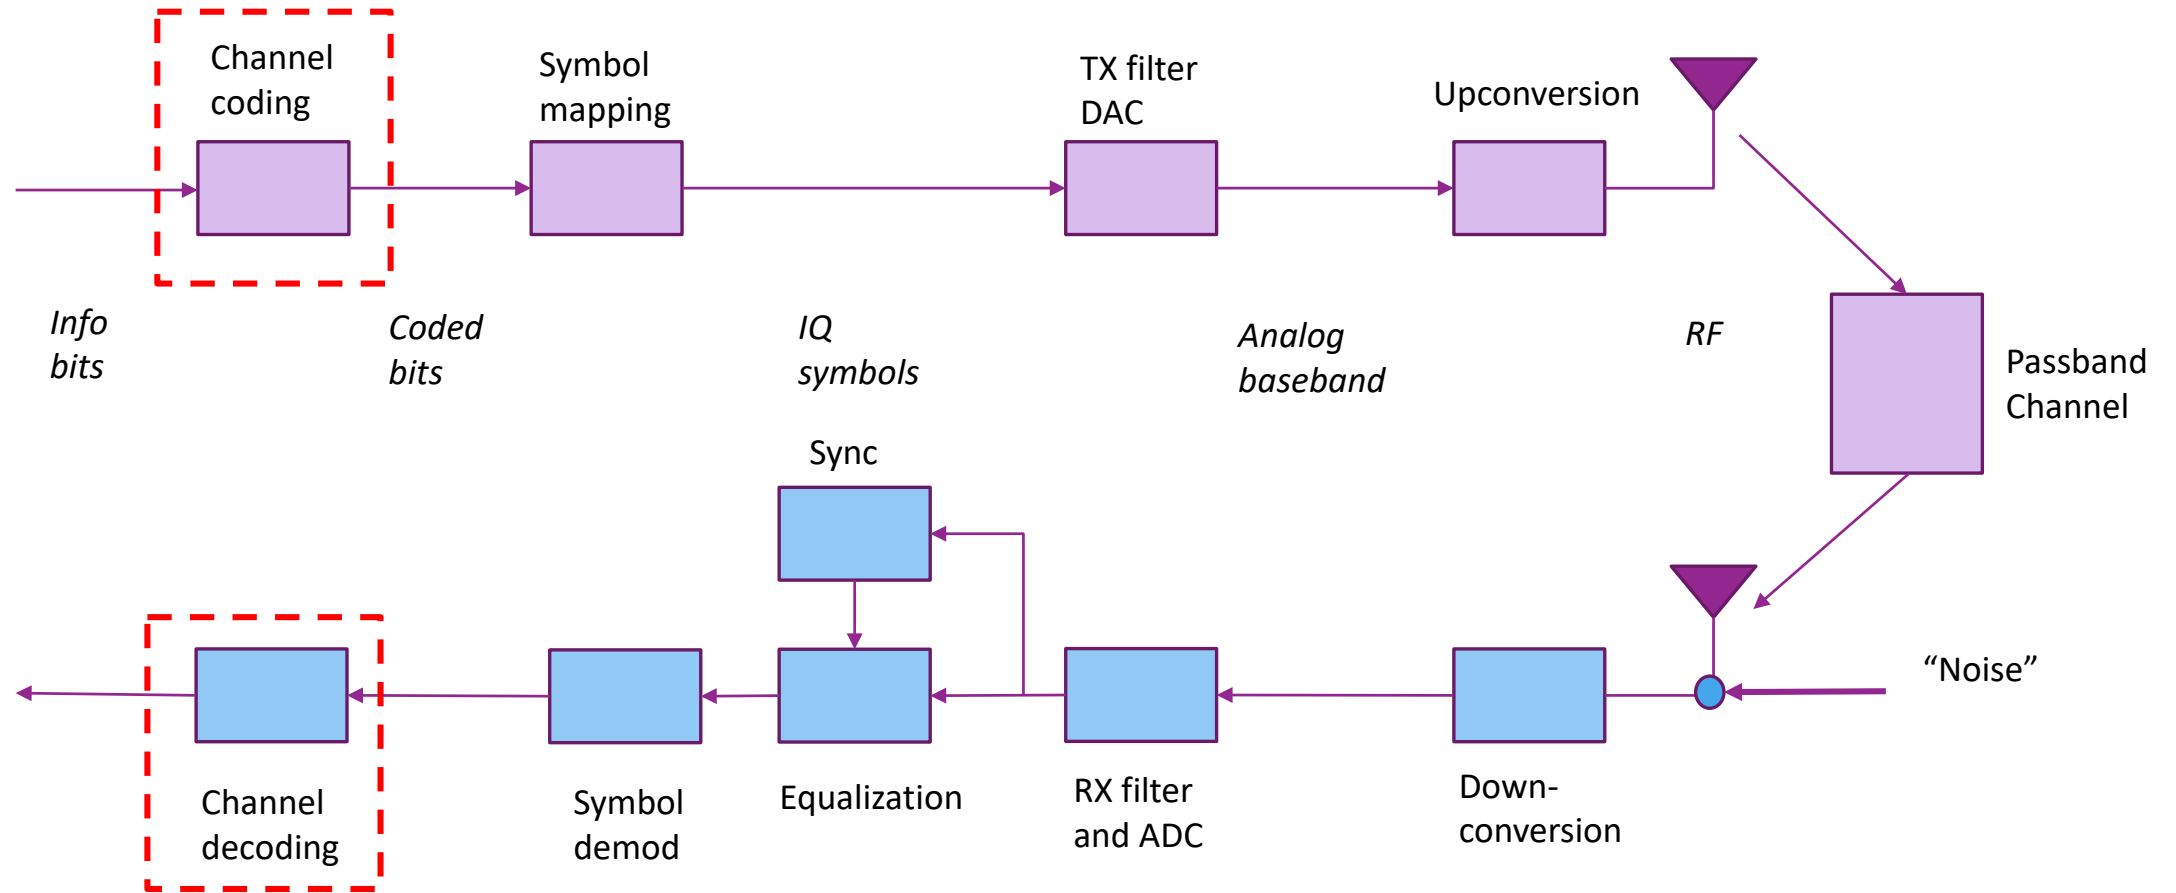 Channel
coding
Symbol
mapping
TX filter
DAC
Upconversion
Info
bits
Coded
bits
IQ
symbols
Analog
baseband
RF
Passband
Channel
Sync
"Noise"
Channel
decoding
Symbol
demod
Equalization
RX filter
and ADC
Down-
conversion